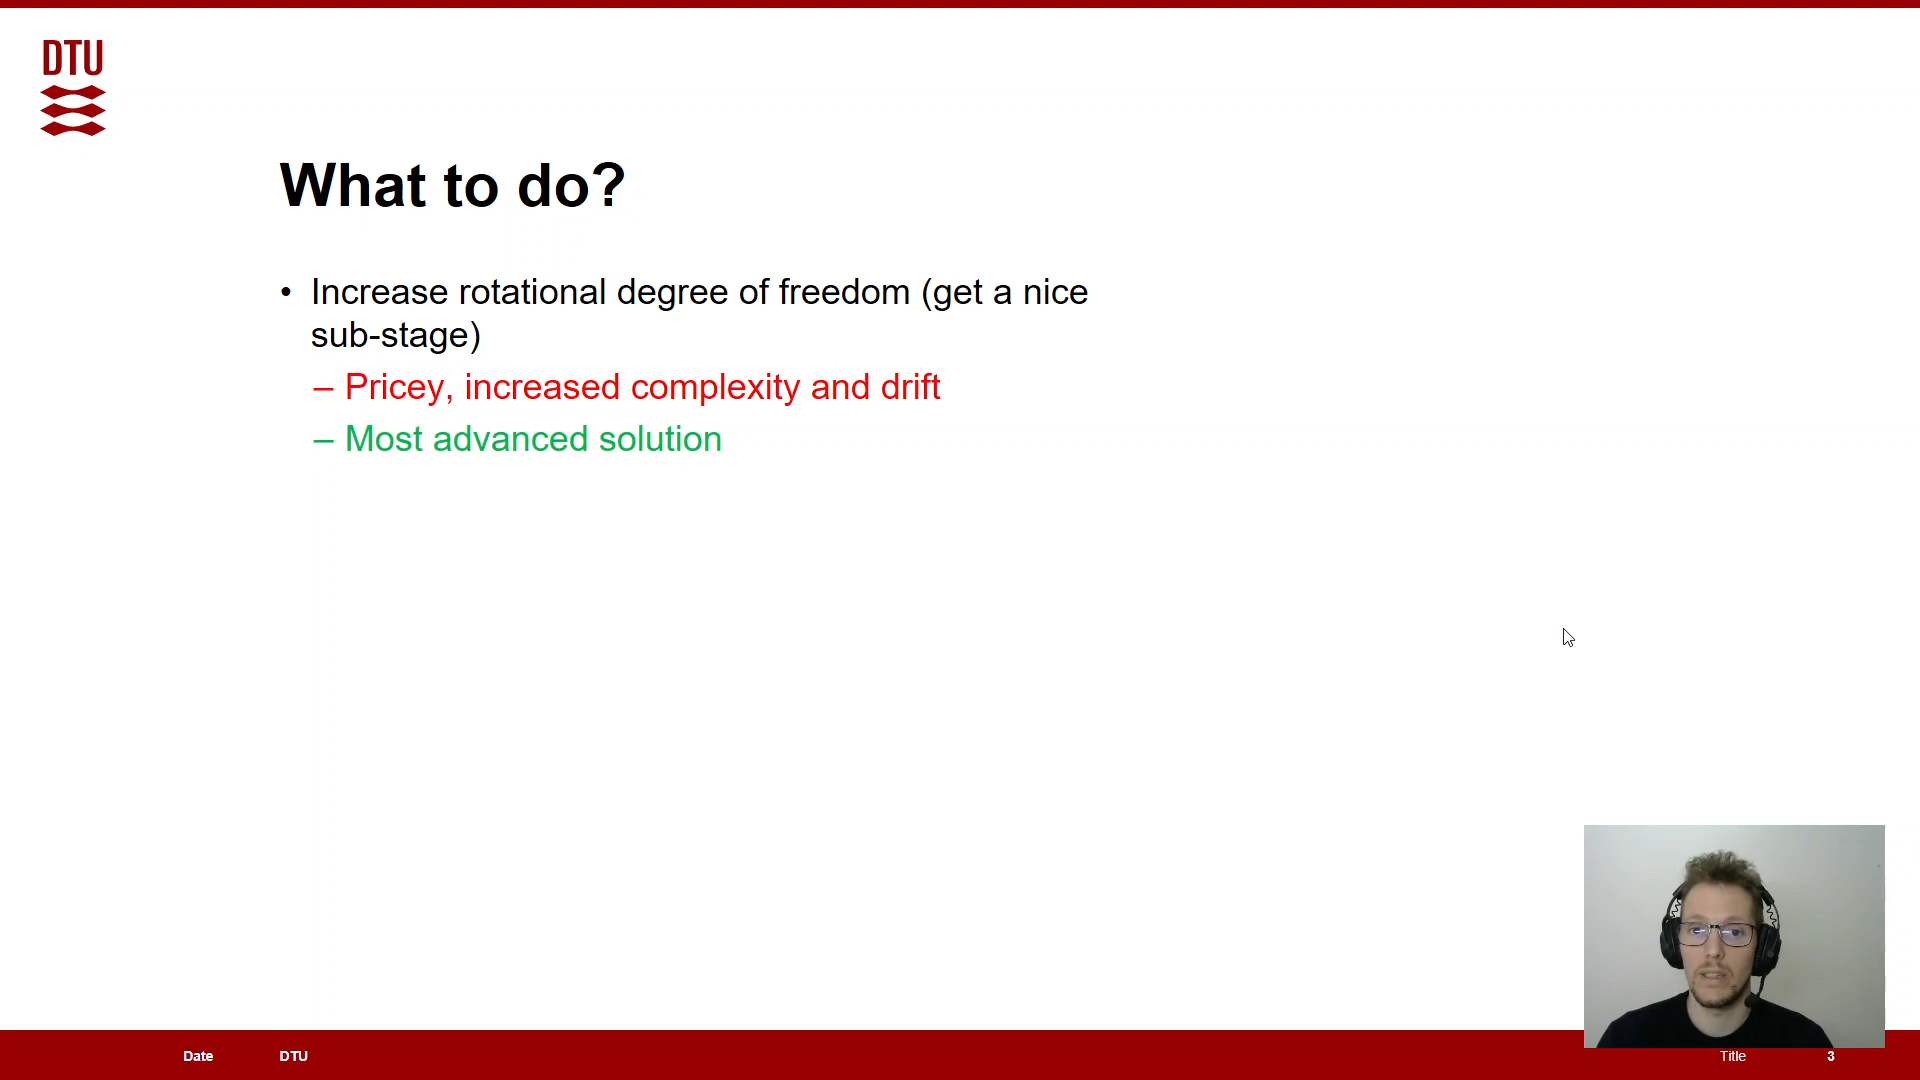 DTU
What to do?
• Increase rotational degree of freedom (get a nice
sub-stage)
– Pricey, increased complexity and drift
– Most advanced solution
Date DTU Title 3